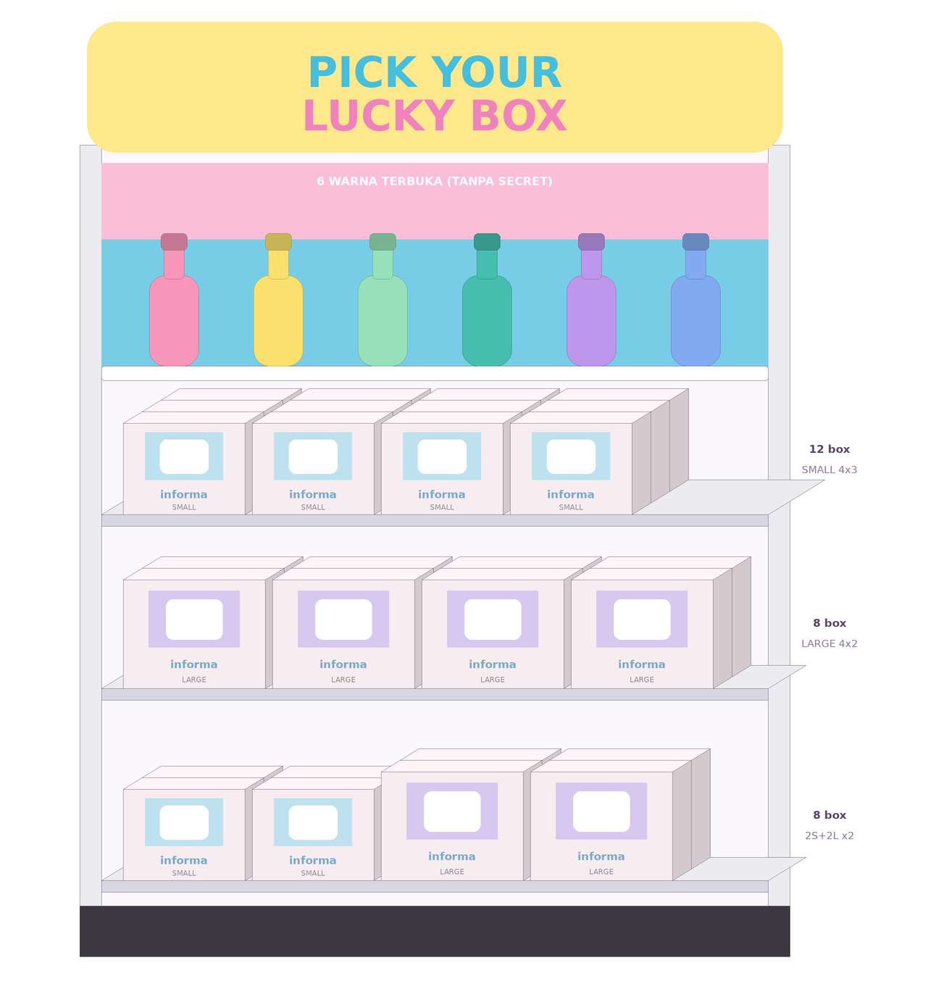 PICK YOUR
LUCKY BOX
6 WARNA TERBUKA (TANPA SECRET)
informa
SMALL
informa
SMALL
informa
SMALL
informa
SMALL
12 box
SMALL 4x3
informa
LARGE
informa
LARGE
informa
LARGE
informa
LARGE
8 box
LARGE 4x2
informa
SMALL
informa
SMALL
informa
LARGE
informa
LARGE
8 box
2S+2L x2